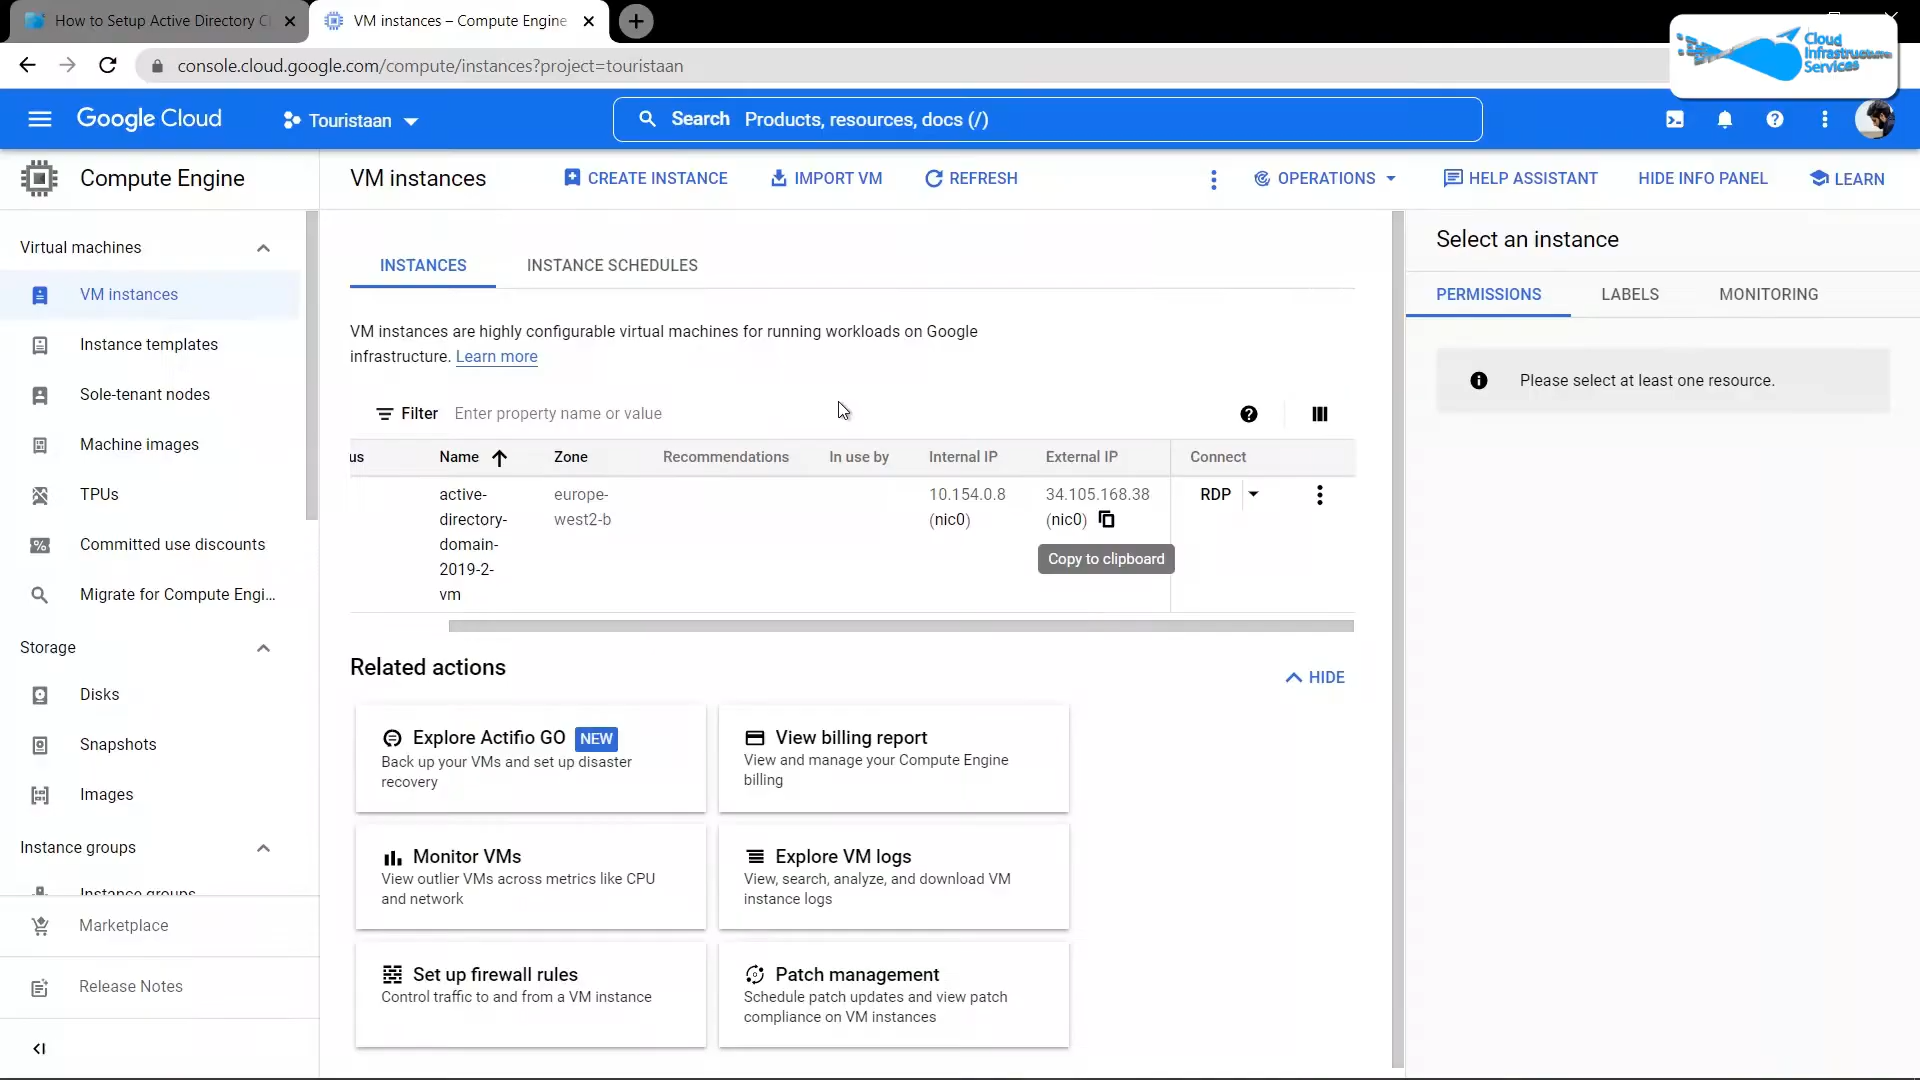 How to Setup Active Directory C
VM instances – Compute Engine
console.cloud.google.com/compute/instances?project=touristaan
Cloud
Infrastructure
Services
Google Cloud
Touristaan
Search Products, resources, docs (/)
Compute Engine
VM instances
CREATE INSTANCE
IMPORT VM
REFRESH
OPERATIONS
HELP ASSISTANT
HIDE INFO PANEL
LEARN
Virtual machines
VM instances
Instance templates
Sole-tenant nodes
Machine images
TPUs
Committed use discounts
Migrate for Compute Engi...
Storage
Disks
Snapshots
Images
Instance groups
Instance groups
Marketplace
Release Notes
INSTANCES
INSTANCE SCHEDULES
VM instances are highly configurable virtual machines for running workloads on Google
infrastructure. Learn more
Filter Enter property name or value
us
Name
Zone
Recommendations
In use by
Internal IP
External IP
Connect
active-
directory-
domain-
2019-2-
vm
europe-
west2-b
10.154.0.8
(nic0)
34.105.168.38
(nic0)
RDP
Copy to clipboard
Related actions
HIDE
Explore Actifio GO NEW
Back up your VMs and set up disaster
recovery
View billing report
View and manage your Compute Engine
billing
Monitor VMs
View outlier VMs across metrics like CPU
and network
Explore VM logs
View, search, analyze, and download VM
instance logs
Set up firewall rules
Control traffic to and from a VM instance
Patch management
Schedule patch updates and view patch
compliance on VM instances
Select an instance
PERMISSIONS
LABELS
MONITORING
Please select at least one resource.